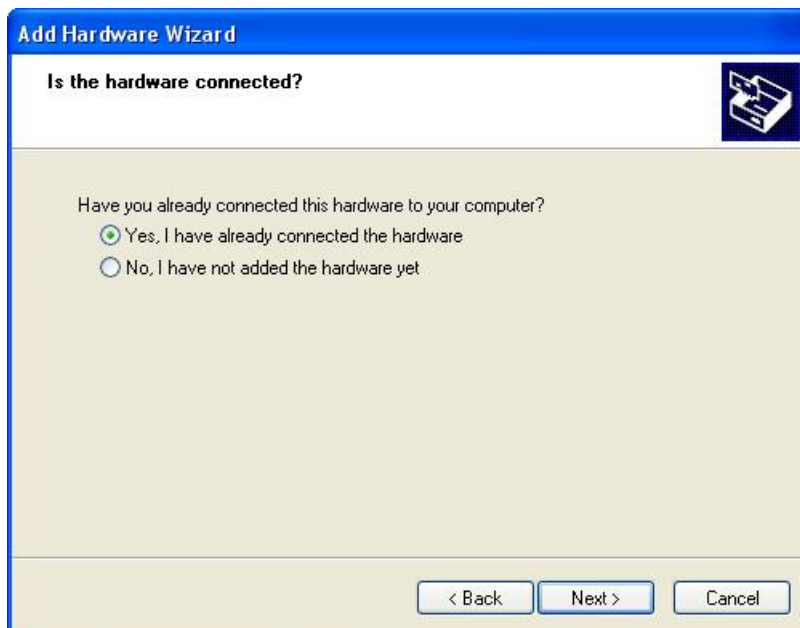 Add Hardware Wizard
Is the hardware connected?
Have you already connected this hardware to your computer?
Yes, I have already connected the hardware
No, I have not added the hardware yet
< Back Next > Cancel